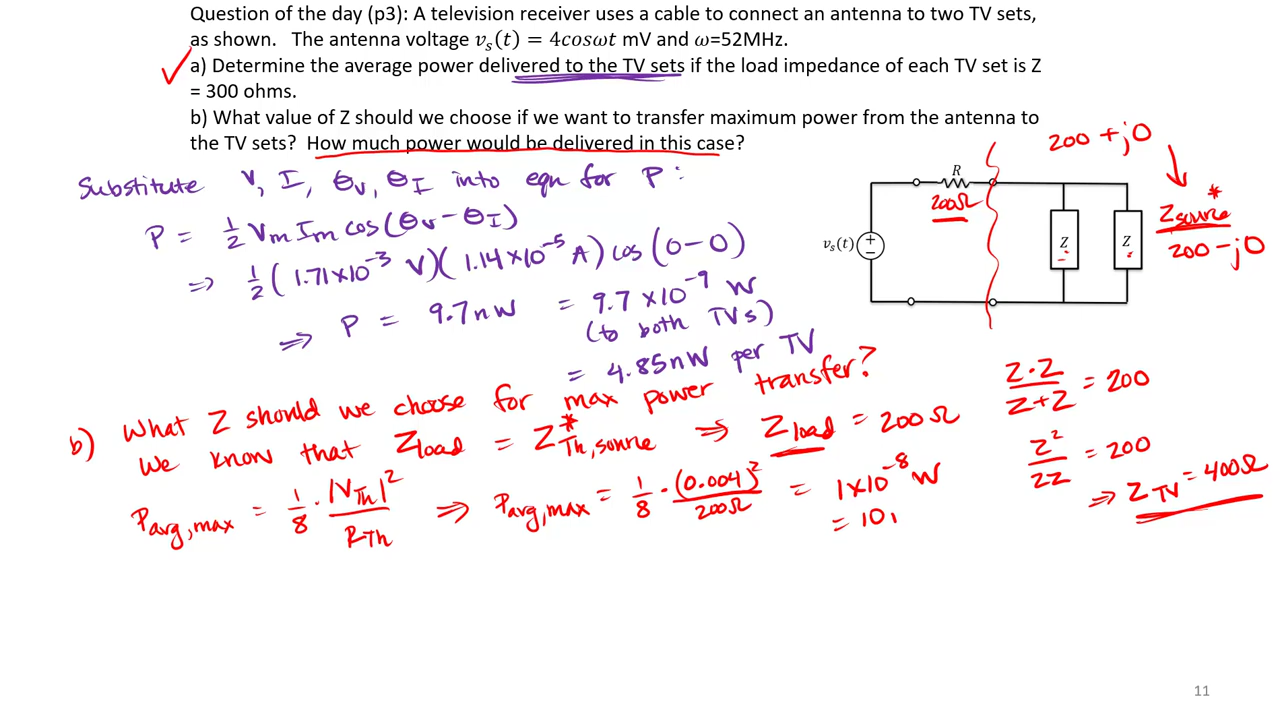 Question of the day (p3): A television receiver uses a cable to connect an antenna to two TV sets,
as shown. The antenna voltage vₛ(t) = 4cosωt mV and ω=52MHz.
a) Determine the average power delivered to the TV sets if the load impedance of each TV set is Z
= 300 ohms.
b) What value of Z should we choose if we want to transfer maximum power from the antenna to
the TV sets? How much power would be delivered in this case?
Substitute V, I, θv, θI into eqn for P:
P = 1/2 Vm Im cos(θv - θI)
⇒ 1/2 (1.71×10⁻³ V)(1.14×10⁻⁵ A) cos(0-0)
⇒ P = 9.7nW = 9.7×10⁻⁹ W
(to both TVs)
= 4.85nW per TV
200+j0
R
200Ω
vₛ(t)
+
−
Z
Z
Zsource*
200-j0
b) What Z should we choose for max power transfer?
We know that Zload = Z*Th,source ⇒ Zload = 200Ω
Parg,max = 1/8 · |VTh|²/RTh ⇒ Parg,max = 1/8 · (0.004)²/200Ω = 1×10⁻⁸ W
= 10
Z·Z/Z+Z = 200
Z²/2Z = 200
⇒ ZTV = 400Ω
11